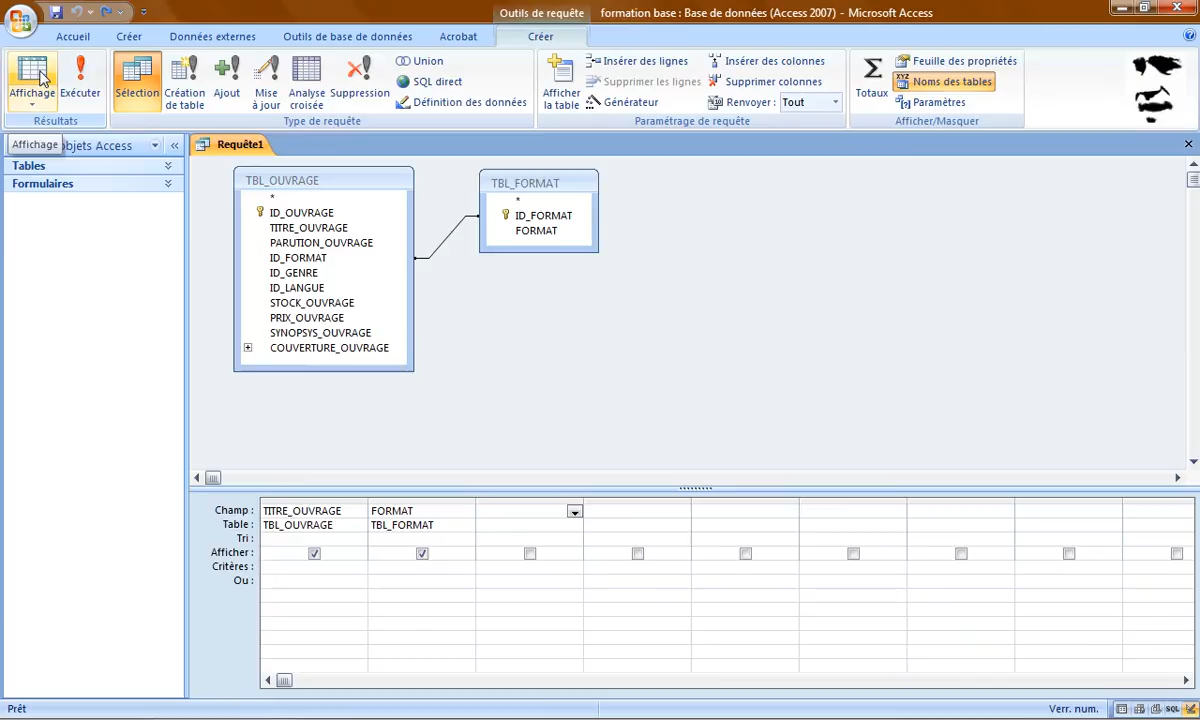 Outils de requête
formation base : Base de données (Access 2007) - Microsoft Access
Accueil
Créer
Données externes
Outils de base de données
Acrobat
Créer
Affichage
Exécuter
Résultats
Sélection
Création de table
Ajout
Mise à jour
Analyse croisée
Suppression
Union
SQL direct
Définition des données
Type de requête
Afficher la table
Insérer des lignes
Supprimer les lignes
Générateur
Insérer des colonnes
Supprimer colonnes
Renvoyer : Tout
Paramétrage de requête
Totaux
Feuille des propriétés
Noms des tables
Paramètres
Afficher/Masquer
Affichage
objets Access
Tables
Formulaires
Requête1
TBL_OUVRAGE
*
ID_OUVRAGE
TITRE_OUVRAGE
PARUTION_OUVRAGE
ID_FORMAT
ID_GENRE
ID_LANGUE
STOCK_OUVRAGE
PRIX_OUVRAGE
SYNOPSYS_OUVRAGE
COUVERTURE_OUVRAGE
TBL_FORMAT
*
ID_FORMAT
FORMAT
Champ : TITRE_OUVRAGE FORMAT
Table : TBL_OUVRAGE TBL_FORMAT
Tri :
Afficher :
Critères :
Ou :
Prêt
Verr. num.
SQL